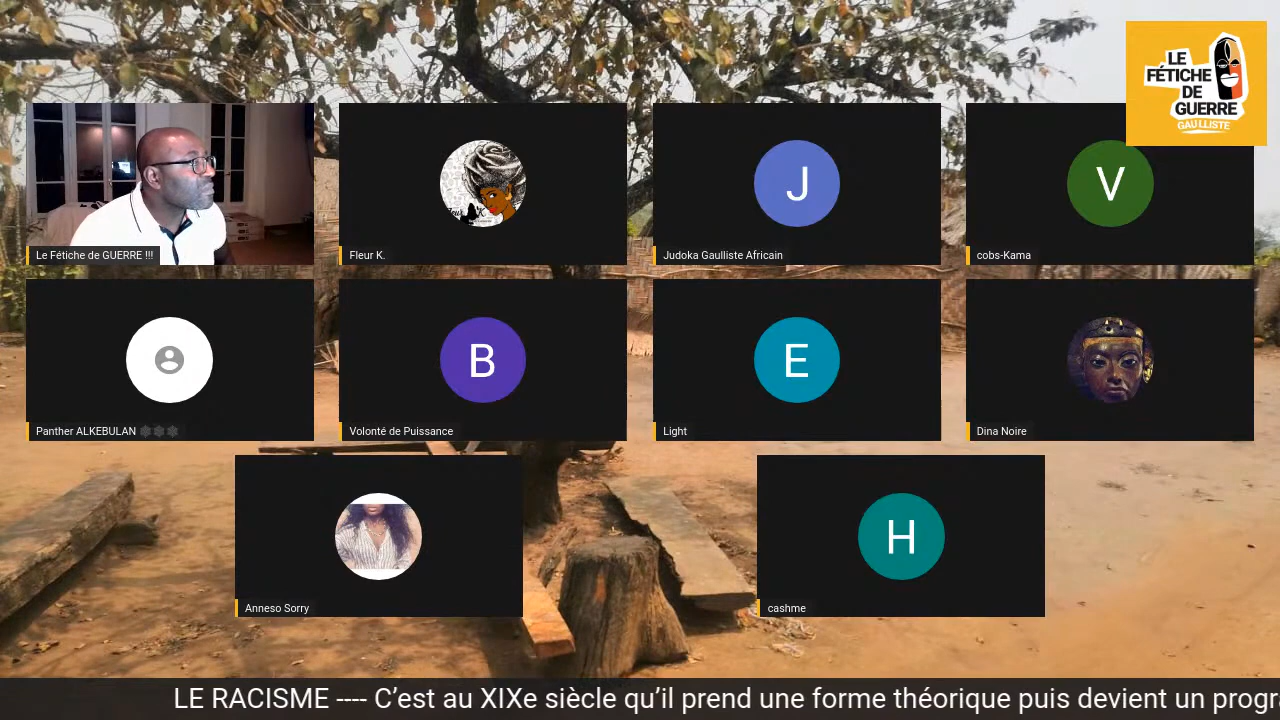 LE
FÉTICHE
DE
GUERRE
GAULLISTE
Le Fétiche de GUERRE !!!
Fleur K.
J
Judoka Gaulliste Africain
V
cobs-Kama
Panther ALKEBULAN
B
Volonté de Puissance
E
Light
Dina Noire
Anneso Sorry
H
cashme
LE RACISME ---- C’est au XIXe siècle qu’il prend une forme théorique puis devient un progr